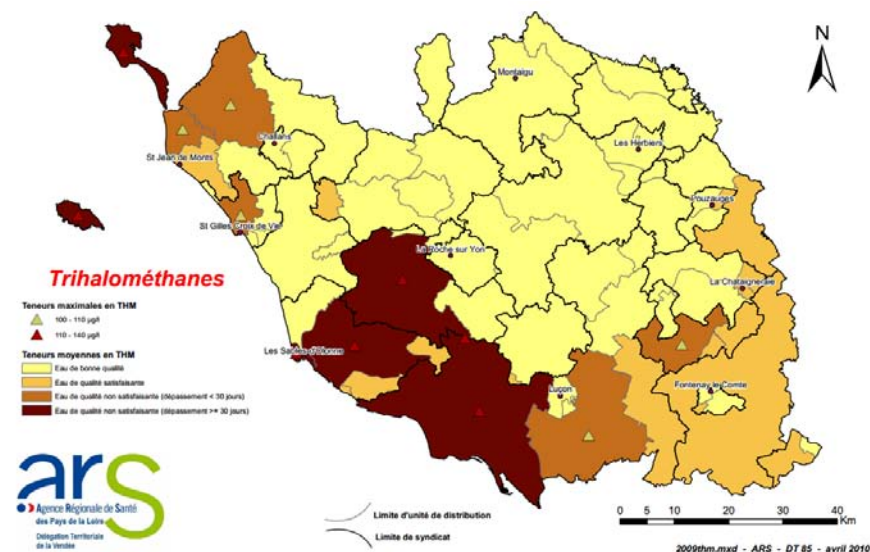 N
Montaigu
Challans
Les Herbiers
St Jean de Monts
Pouzauges
St Gilles Croix de Vie
La Roche sur Yon
La Chataigneraie
Les Sables d'Olonne
Luçon
Fontenay le Comte
Trihalométhanes
Teneurs maximales en THM
100 - 110 µg/l
110 - 140 µg/l
Teneurs moyennes en THM
Eau de bonne qualité
Eau de qualité satisfaisante
Eau de qualité non satisfaisante (dépassement < 30 jours)
Eau de qualité non satisfaisante (dépassement >= 30 jours)
ars
Agence Régionale de Santé
des Pays de la Loire
Délégation Territoriale
de la Vendée
Limite d'unité de distribution
Limite de syndicat
0 5 10 20 30 40
Km
2009thm.mxd - ARS - DT 85 - avril 2010